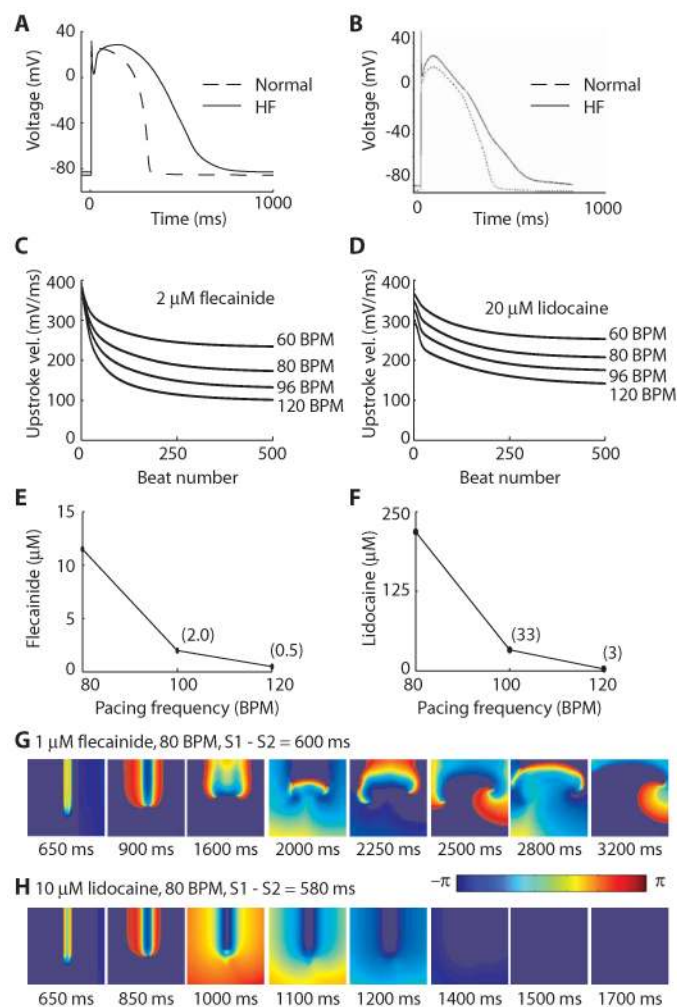 A
B
40
0
-40
-80
Voltage (mV)
Normal
HF
0
1000
Time (ms)
40
0
-40
-80
Voltage (mV)
Normal
HF
0
1000
Time (ms)
C
D
400
300
200
100
0
Upstroke vel. (mV/ms)
2 μM flecainide
60 BPM
80 BPM
96 BPM
120 BPM
0
250
500
Beat number
400
300
200
100
0
Upstroke vel. (mV/ms)
20 μM lidocaine
60 BPM
80 BPM
96 BPM
120 BPM
0
250
500
Beat number
E
F
15
10
5
0
Flecainide (μM)
(2.0)
(0.5)
80
100
120
Pacing frequency (BPM)
250
125
0
Lidocaine (μM)
(33)
(3)
80
100
120
Pacing frequency (BPM)
G 1 μM flecainide, 80 BPM, S1 - S2 = 600 ms
650 ms 900 ms 1600 ms 2000 ms 2250 ms 2500 ms 2800 ms 3200 ms
−π π
H 10 μM lidocaine, 80 BPM, S1 - S2 = 580 ms
650 ms 850 ms 1000 ms 1100 ms 1200 ms 1400 ms 1500 ms 1700 ms